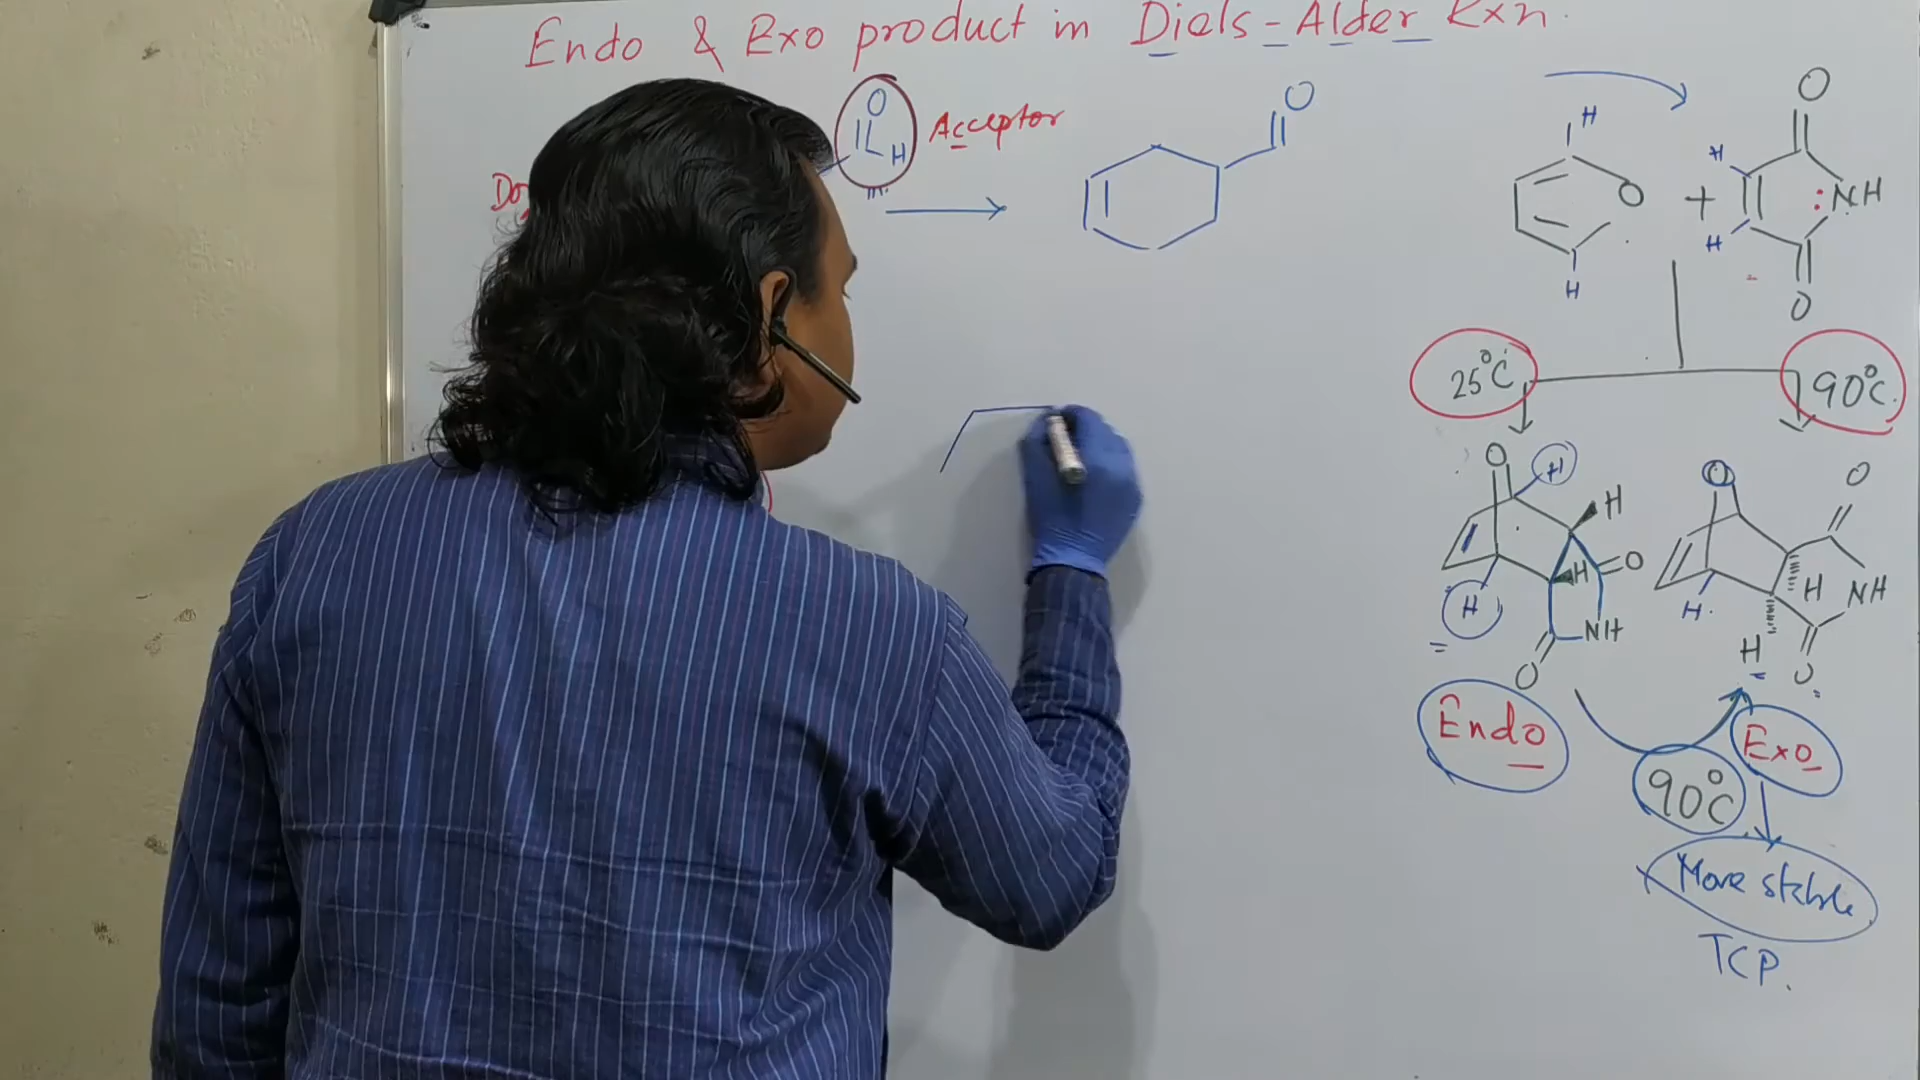 Endo & Exo product in Diels-Alder Rxn.
O
H
Acceptor
O
H
O
+
H
H
O
NH
O
H
25°C
90°C.
O
H
H
H
O
H
NH
O
O
O
H
NH
H.
H
O
Endo
Exo
90°C
More stable
TCP.